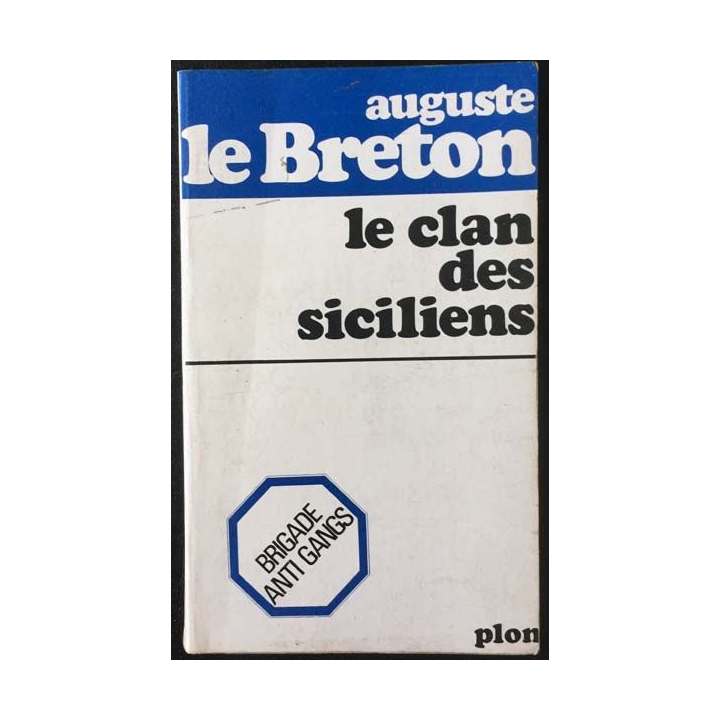 auguste
le Breton
le clan
des
siciliens
BRIGADE
ANTI GANGS
plon